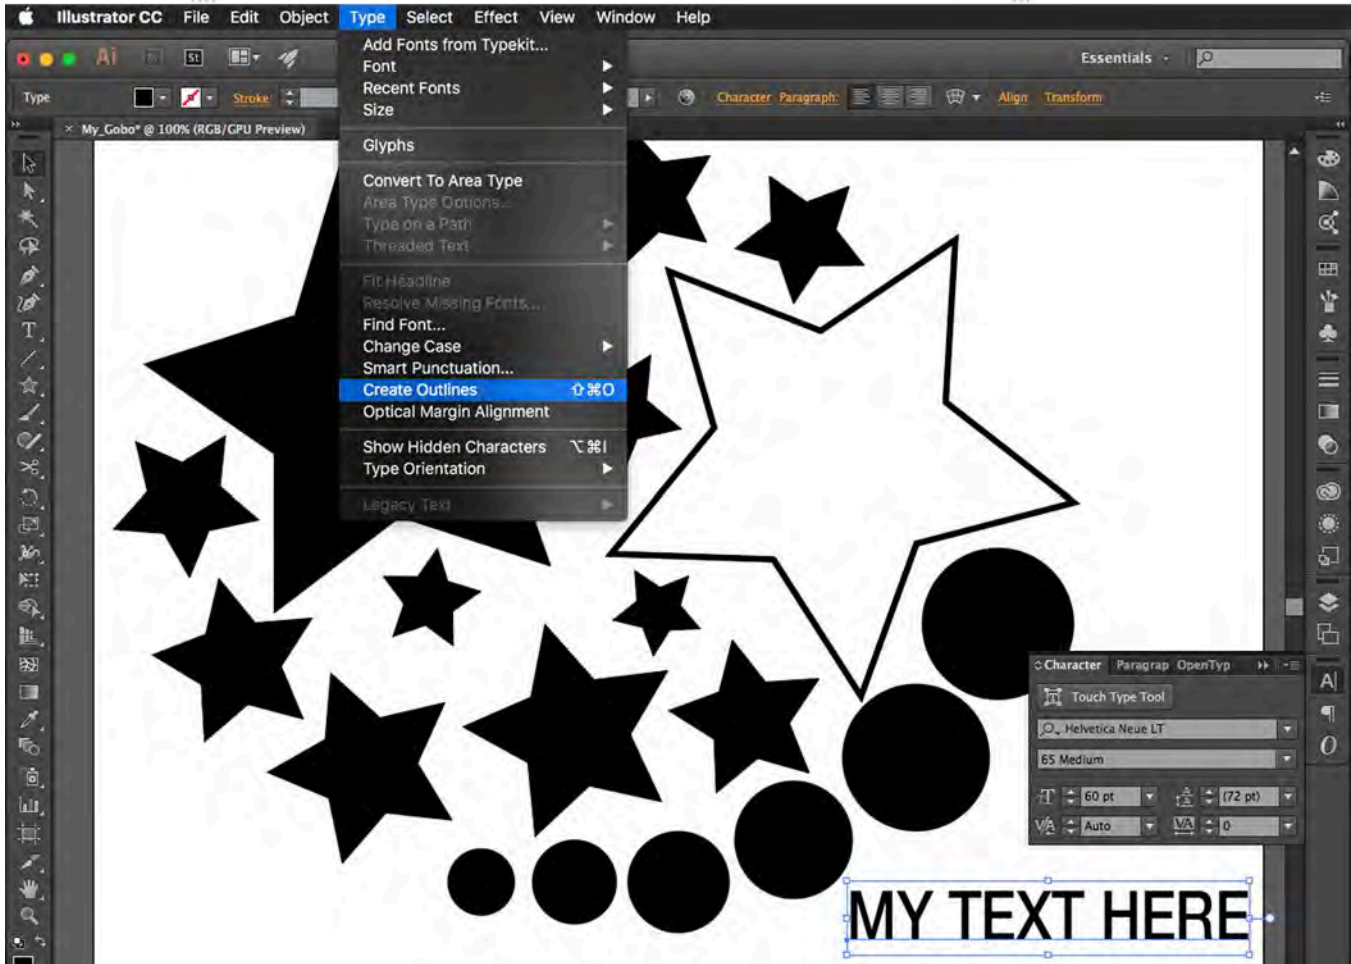 Illustrator CC File Edit Object Type Select Effect View Window Help
Ai Br St Essentials
Type Stroke Character Paragraph: Align Transform
× My_Gobo* @ 100% (RGB/GPU Preview)
Add Fonts from Typekit...
Font
Recent Fonts
Size
Glyphs
Convert To Area Type
Area Type Options...
Type on a Path
Threaded Text
Fit Headline
Resolve Missing Fonts...
Find Font...
Change Case
Smart Punctuation...
Create Outlines ⇧⌘O
Optical Margin Alignment
Show Hidden Characters ⌥⌘I
Type Orientation
Legacy Text
Character Paragrap OpenTyp
Touch Type Tool
Helvetica Neue LT
65 Medium
60 pt (72 pt)
Auto 0
MY TEXT HERE